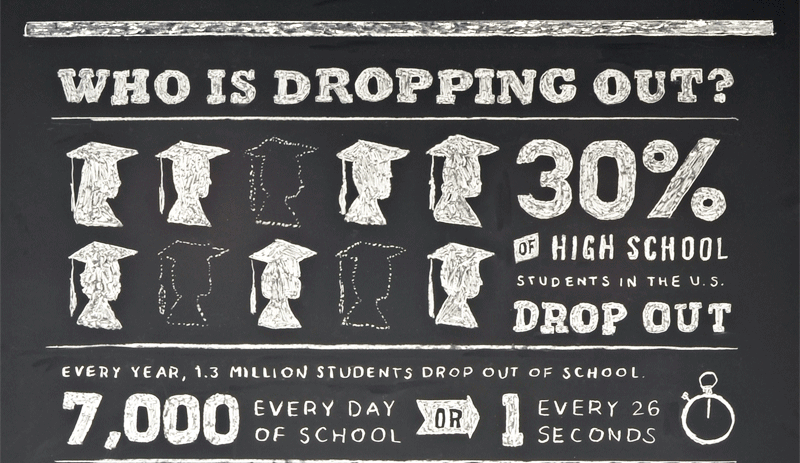 WHO IS DROPPING OUT?
30%
OF HIGH SCHOOL
STUDENTS IN THE U.S.
DROP OUT
EVERY YEAR, 1.3 MILLION STUDENTS DROP OUT OF SCHOOL.
7,000 EVERY DAY OF SCHOOL OR 1 EVERY 26 SECONDS